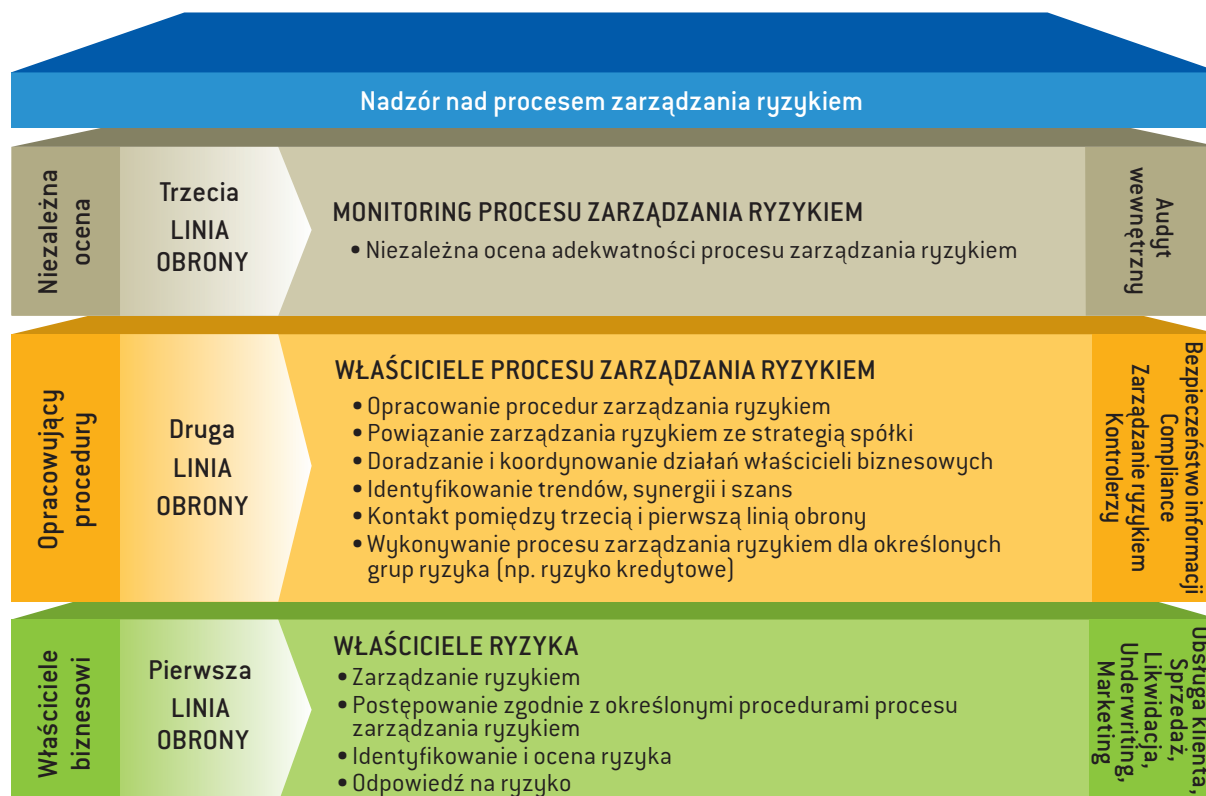 Nadzór nad procesem zarządzania ryzykiem
Niezależna
ocena
Trzecia
LINIA
OBRONY
MONITORING PROCESU ZARZĄDZANIA RYZYKIEM
• Niezależna ocena adekwatności procesu zarządzania ryzykiem
Audyt
wewnętrzny
Opracowujący
procedury
Druga
LINIA
OBRONY
WŁAŚCICIELE PROCESU ZARZĄDZANIA RYZYKIEM
• Opracowanie procedur zarządzania ryzykiem
• Powiązanie zarządzania ryzykiem ze strategią spółki
• Doradzanie i koordynowanie działań właścicieli biznesowych
• Identyfikowanie trendów, synergii i szans
• Kontakt pomiędzy trzecią i pierwszą linią obrony
• Wykonywanie procesu zarządzania ryzykiem dla określonych
grup ryzyka (np. ryzyko kredytowe)
Bezpieczeństwo informacji
Compliance
Zarządzanie ryzykiem
Kontrolerzy
Właściciele
biznesowi
Pierwsza
LINIA
OBRONY
WŁAŚCICIELE RYZYKA
• Zarządzanie ryzykiem
• Postępowanie zgodnie z określonymi procedurami procesu
zarządzania ryzykiem
• Identyfikowanie i ocena ryzyka
• Odpowiedź na ryzyko
Obsługa klienta,
Sprzedaż,
Likwidacja,
Underwriting,
Marketing